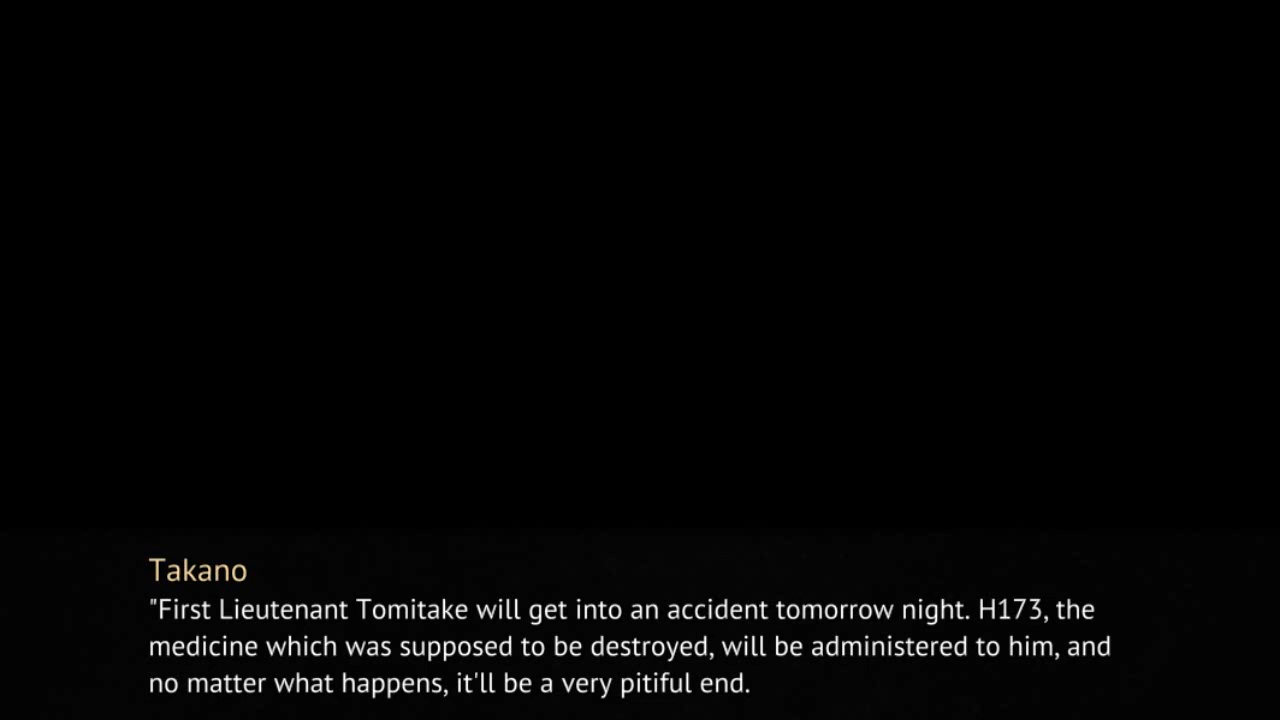 Takano
"First Lieutenant Tomitake will get into an accident tomorrow night. H173, the
medicine which was supposed to be destroyed, will be administered to him, and
no matter what happens, it'll be a very pitiful end.